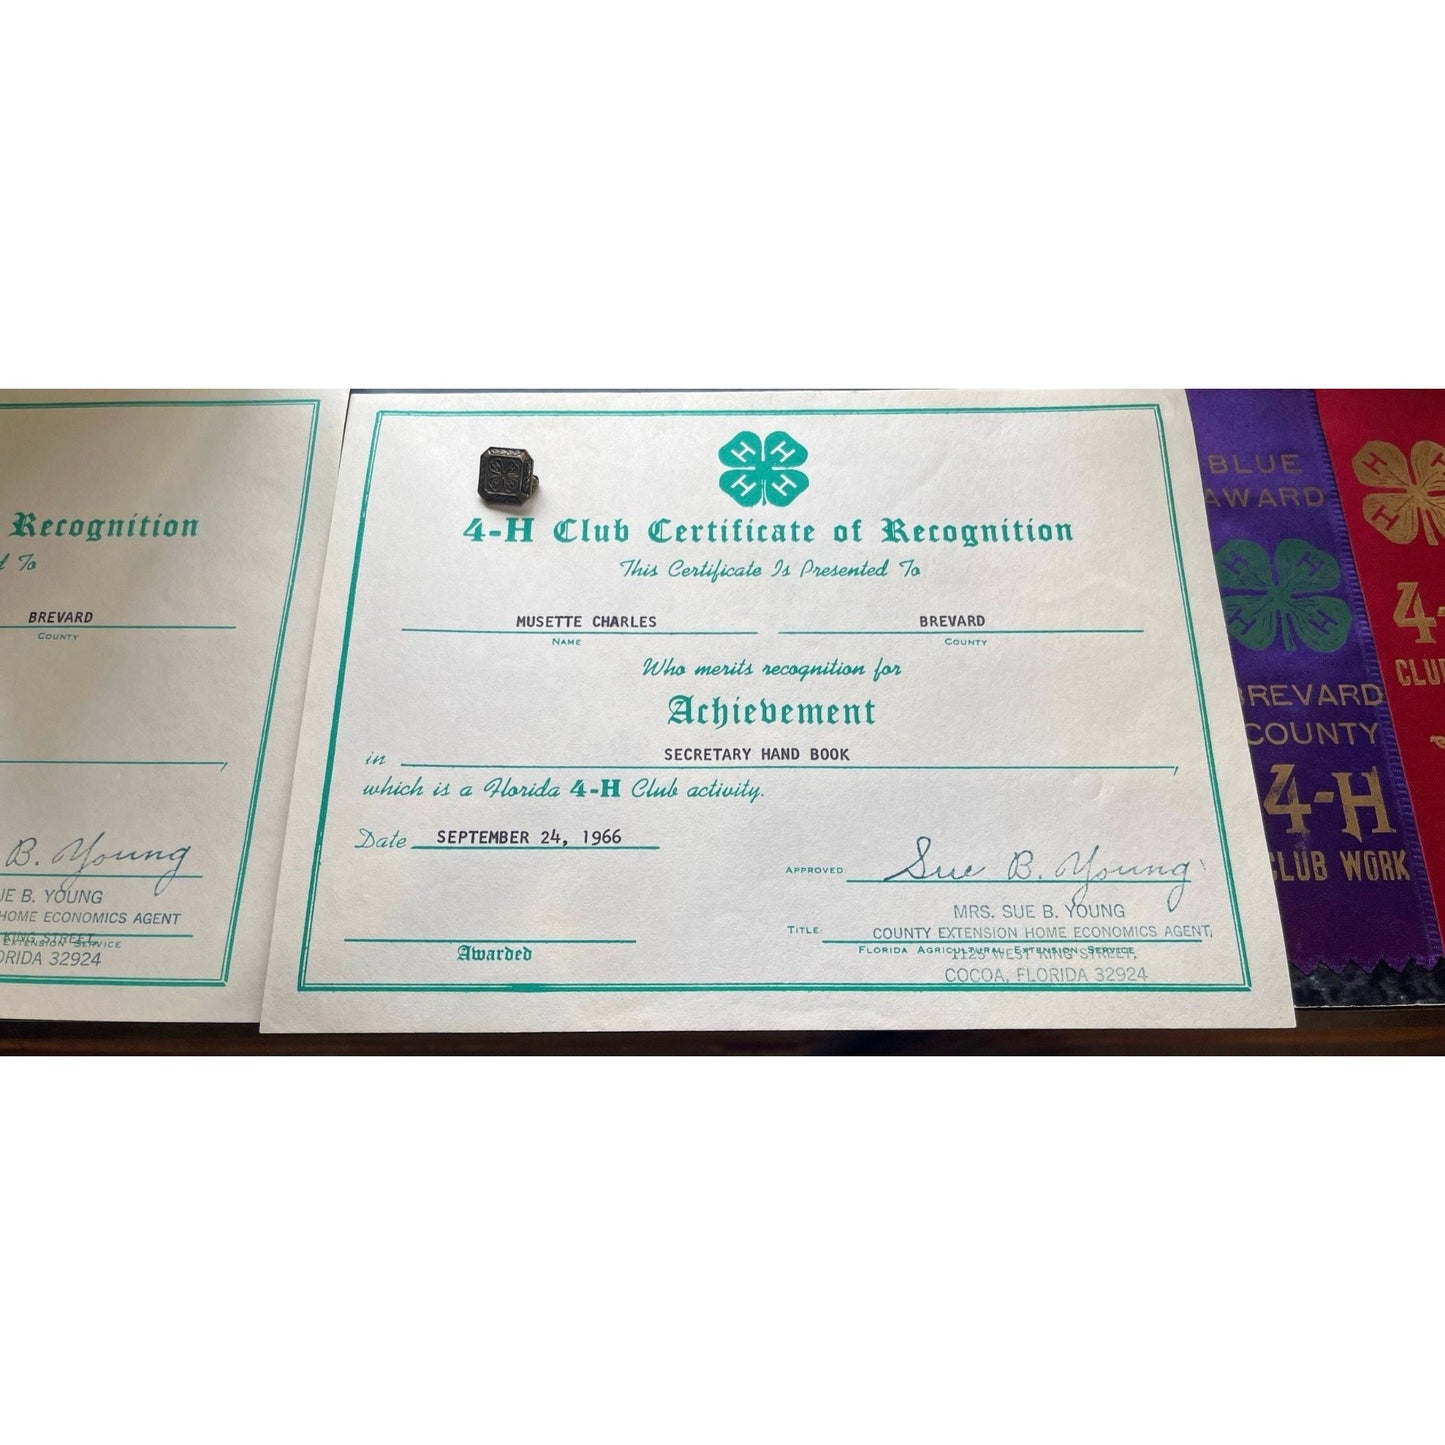 Recognition
To
BREVARD
COUNTY
B. Young
B. YOUNG
HOME ECONOMICS AGENT
KING STREET,
EXTENSION SERVICE
32924
H H H H
4-H Club Certificate of Recognition
This Certificate Is Presented To
MUSETTE CHARLES BREVARD
NAME COUNTY
Who merits recognition for
Achievement
in SECRETARY HAND BOOK,
which is a Florida 4-H Club activity.
Date SEPTEMBER 24, 1966
APPROVED Sue B. Young
MRS. SUE B. YOUNG
TITLE: COUNTY EXTENSION HOME ECONOMICS AGENT,
Awarded
FLORIDA AGRICULTURAL EXTENSION SERVICE
1125 WEST KING STREET,
COCOA, FLORIDA 32924
BLUE
AWARD
H H H H
BREVARD
COUNTY
4-H
CLUB WORK
H H H
4-